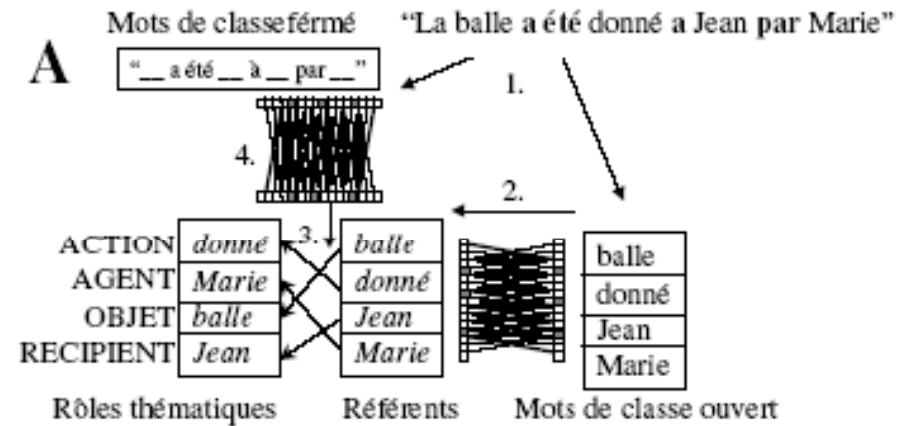 Mots de classe férmé
"La balle a été donné a Jean par Marie"
A
"__ a été __ à __ par __"
1.
4.
2.
3.
ACTION
AGENT
OBJET
RECIPIENT
donné
Marie
balle
Jean
balle
donné
Jean
Marie
balle
donné
Jean
Marie
Rôles thématiques
Référents
Mots de classe ouvert